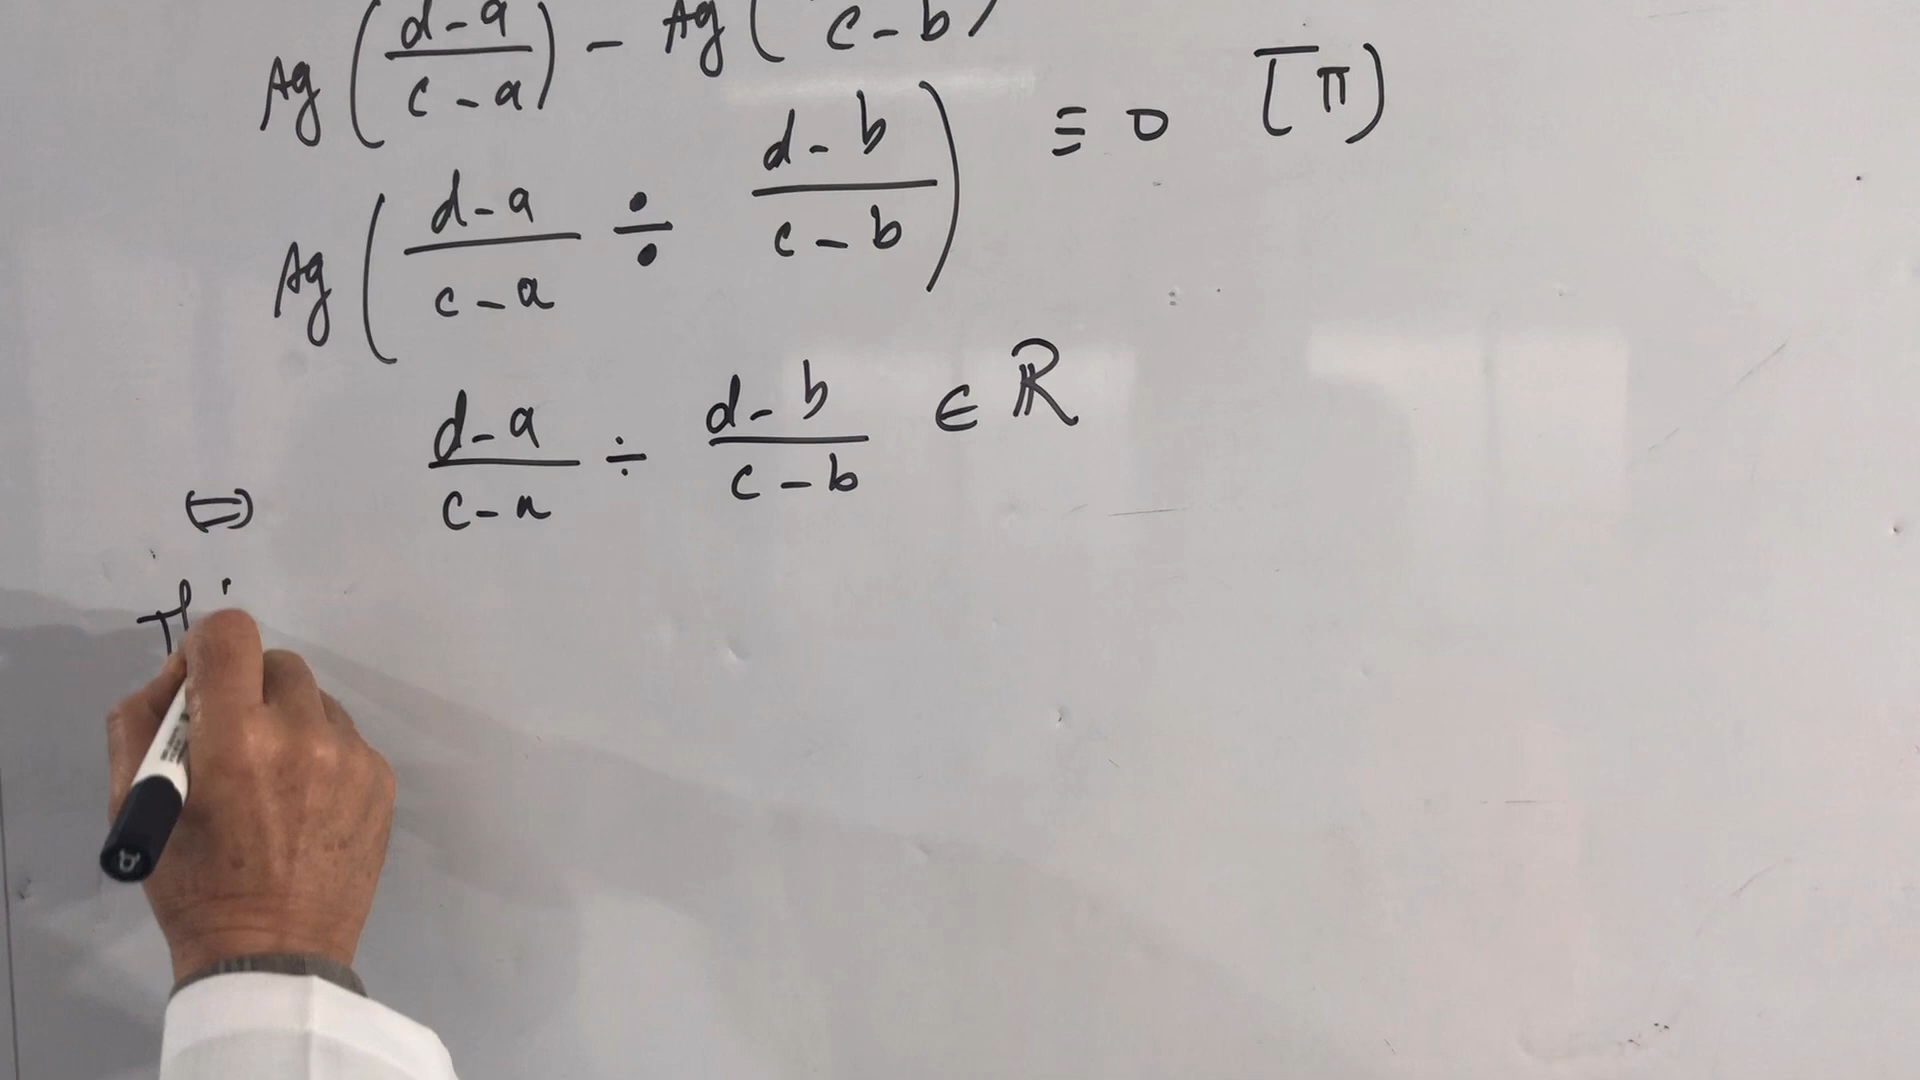 Ag ( d-a / c-a ) - Ag ( c-b )
Ag ( d-a / c-a ÷ d-b / c-b ) ≡ 0 [π]
⇔ d-a / c-a ÷ d-b / c-b ∈ ℝ